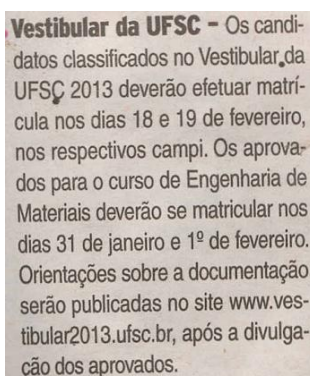 Vestibular da UFSC – Os candi-
datos classificados no Vestibular da
UFSC 2013 deverão efetuar matrí-
cula nos dias 18 e 19 de fevereiro,
nos respectivos campi. Os aprova-
dos para o curso de Engenharia de
Materiais deverão se matricular nos
dias 31 de janeiro e 1º de fevereiro.
Orientações sobre a documentação
serão publicadas no site www.ves-
tibular2013.ufsc.br, após a divulga-
ção dos aprovados.